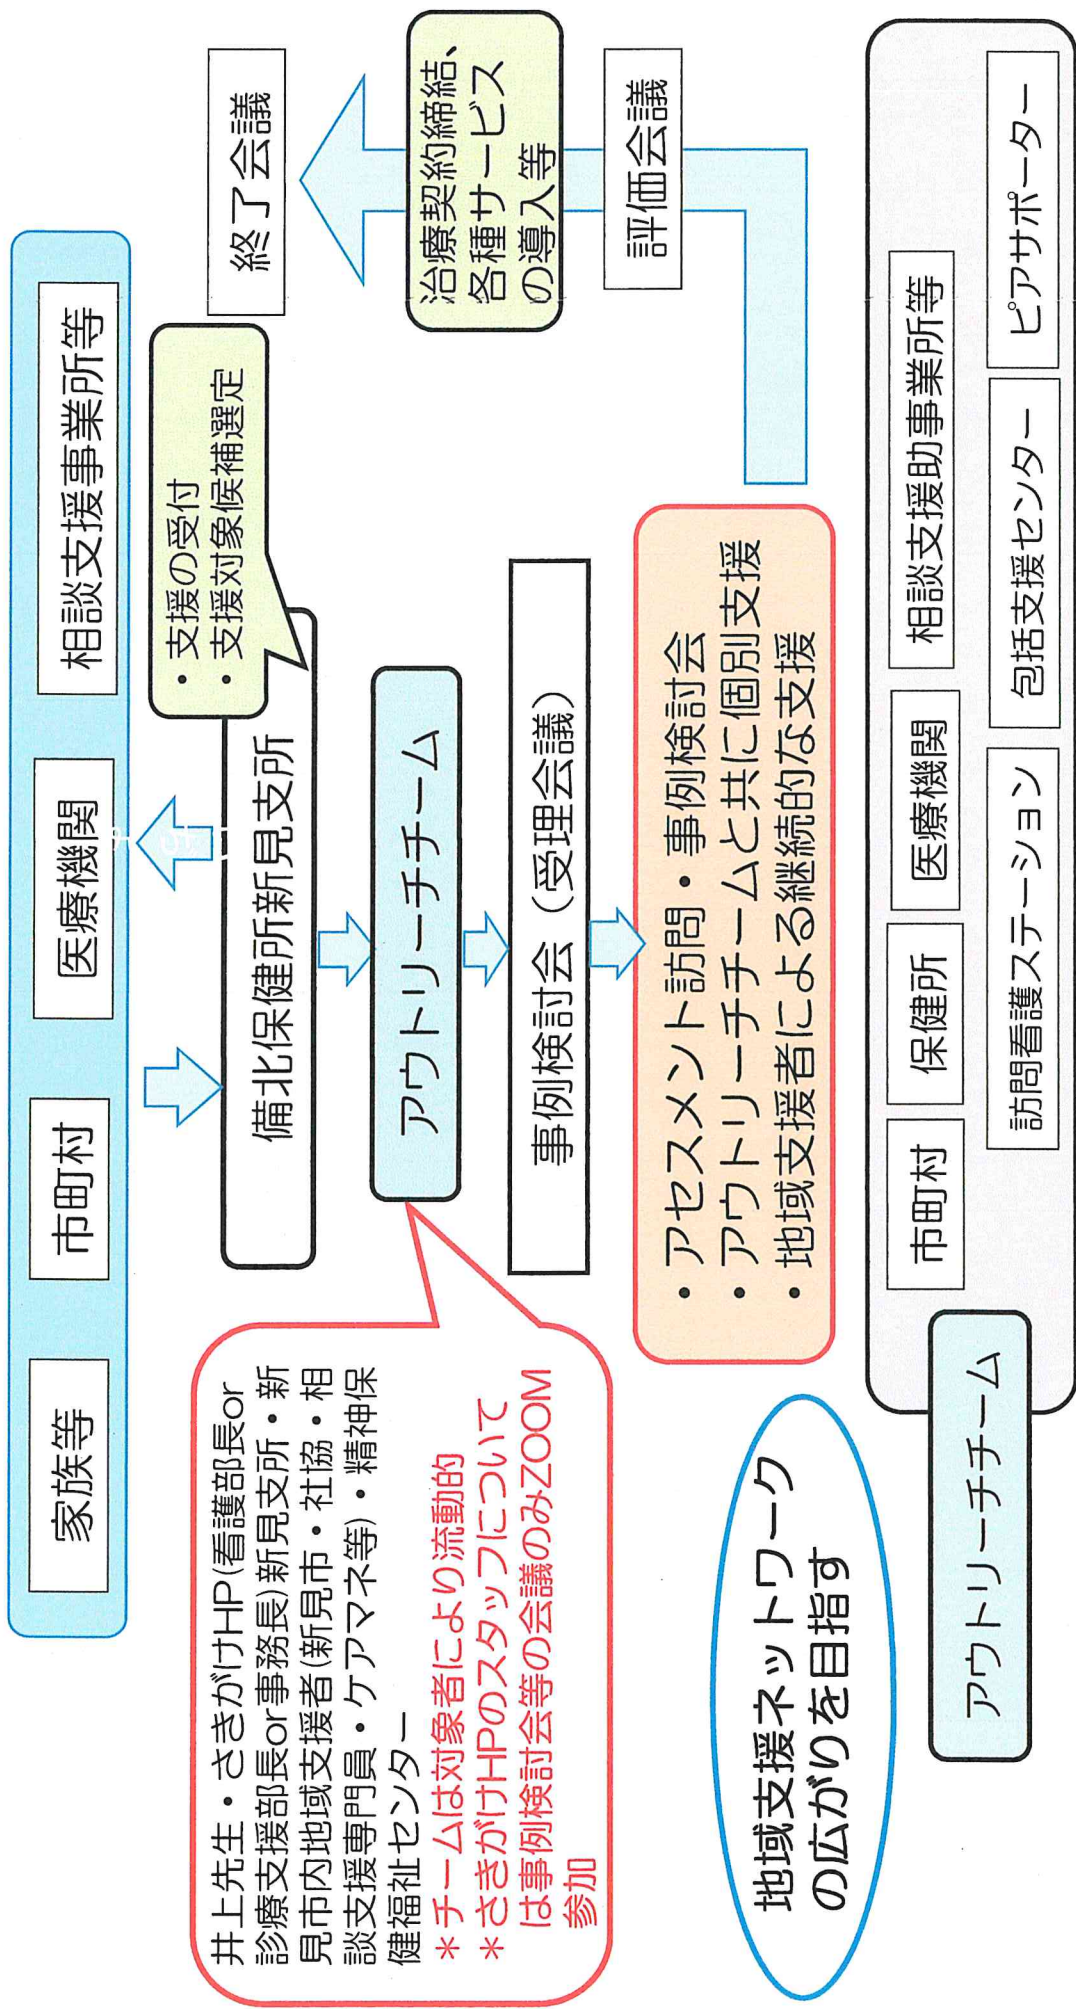 家族等
市町村
医療機関
相談支援事業所等
・支援の受付
・支援対象候補選定
備北保健所新見支所
アウトリーチチーム
井上先生・さきがけHP(看護部長or
診療支援部長or事務長)新見支所・新
見市内地域支援者(新見市・社協・相
談支援専門員・ケアマネ等)・精神保
健福祉センター
＊チームは対象者により流動的
＊さきがけHPのスタッフについて
は事例検討会等の会議のみZOOM
参加
事例検討会（受理会議）
・アセスメント訪問・事例検討会
・アウトリーチチームと共に個別支援
・地域支援者による継続的な支援
終了会議
治療契約締結、
各種サービス
の導入等
評価会議
地域支援ネットワーク
の広がりを目指す
アウトリーチチーム
市町村
保健所
医療機関
相談支援助事業所等
訪問看護ステーション
包括支援センター
ピアサポーター